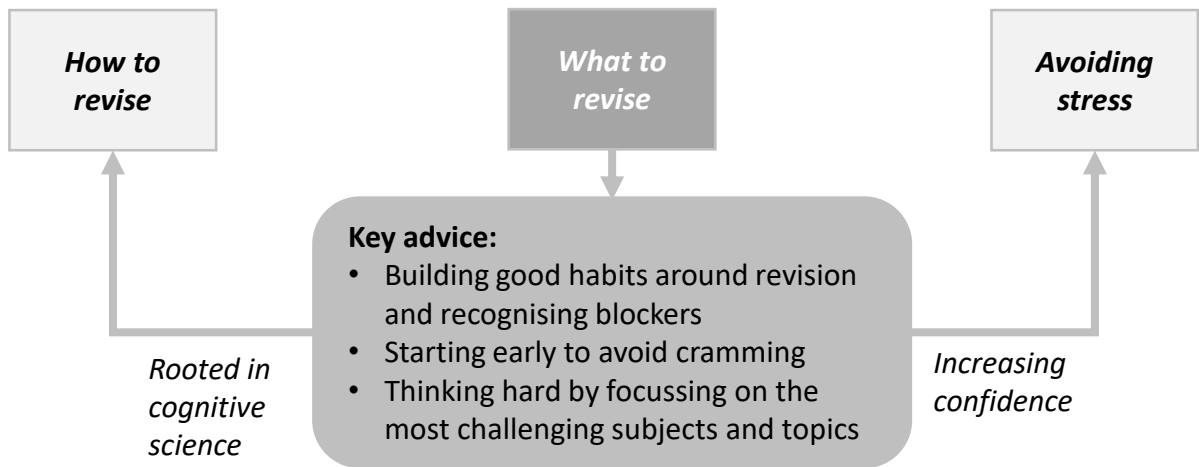 How to
revise
What to
revise
Avoiding
stress
Key advice:
• Building good habits around revision
and recognising blockers
• Starting early to avoid cramming
• Thinking hard by focussing on the
most challenging subjects and topics
Rooted in
cognitive
science
Increasing
confidence